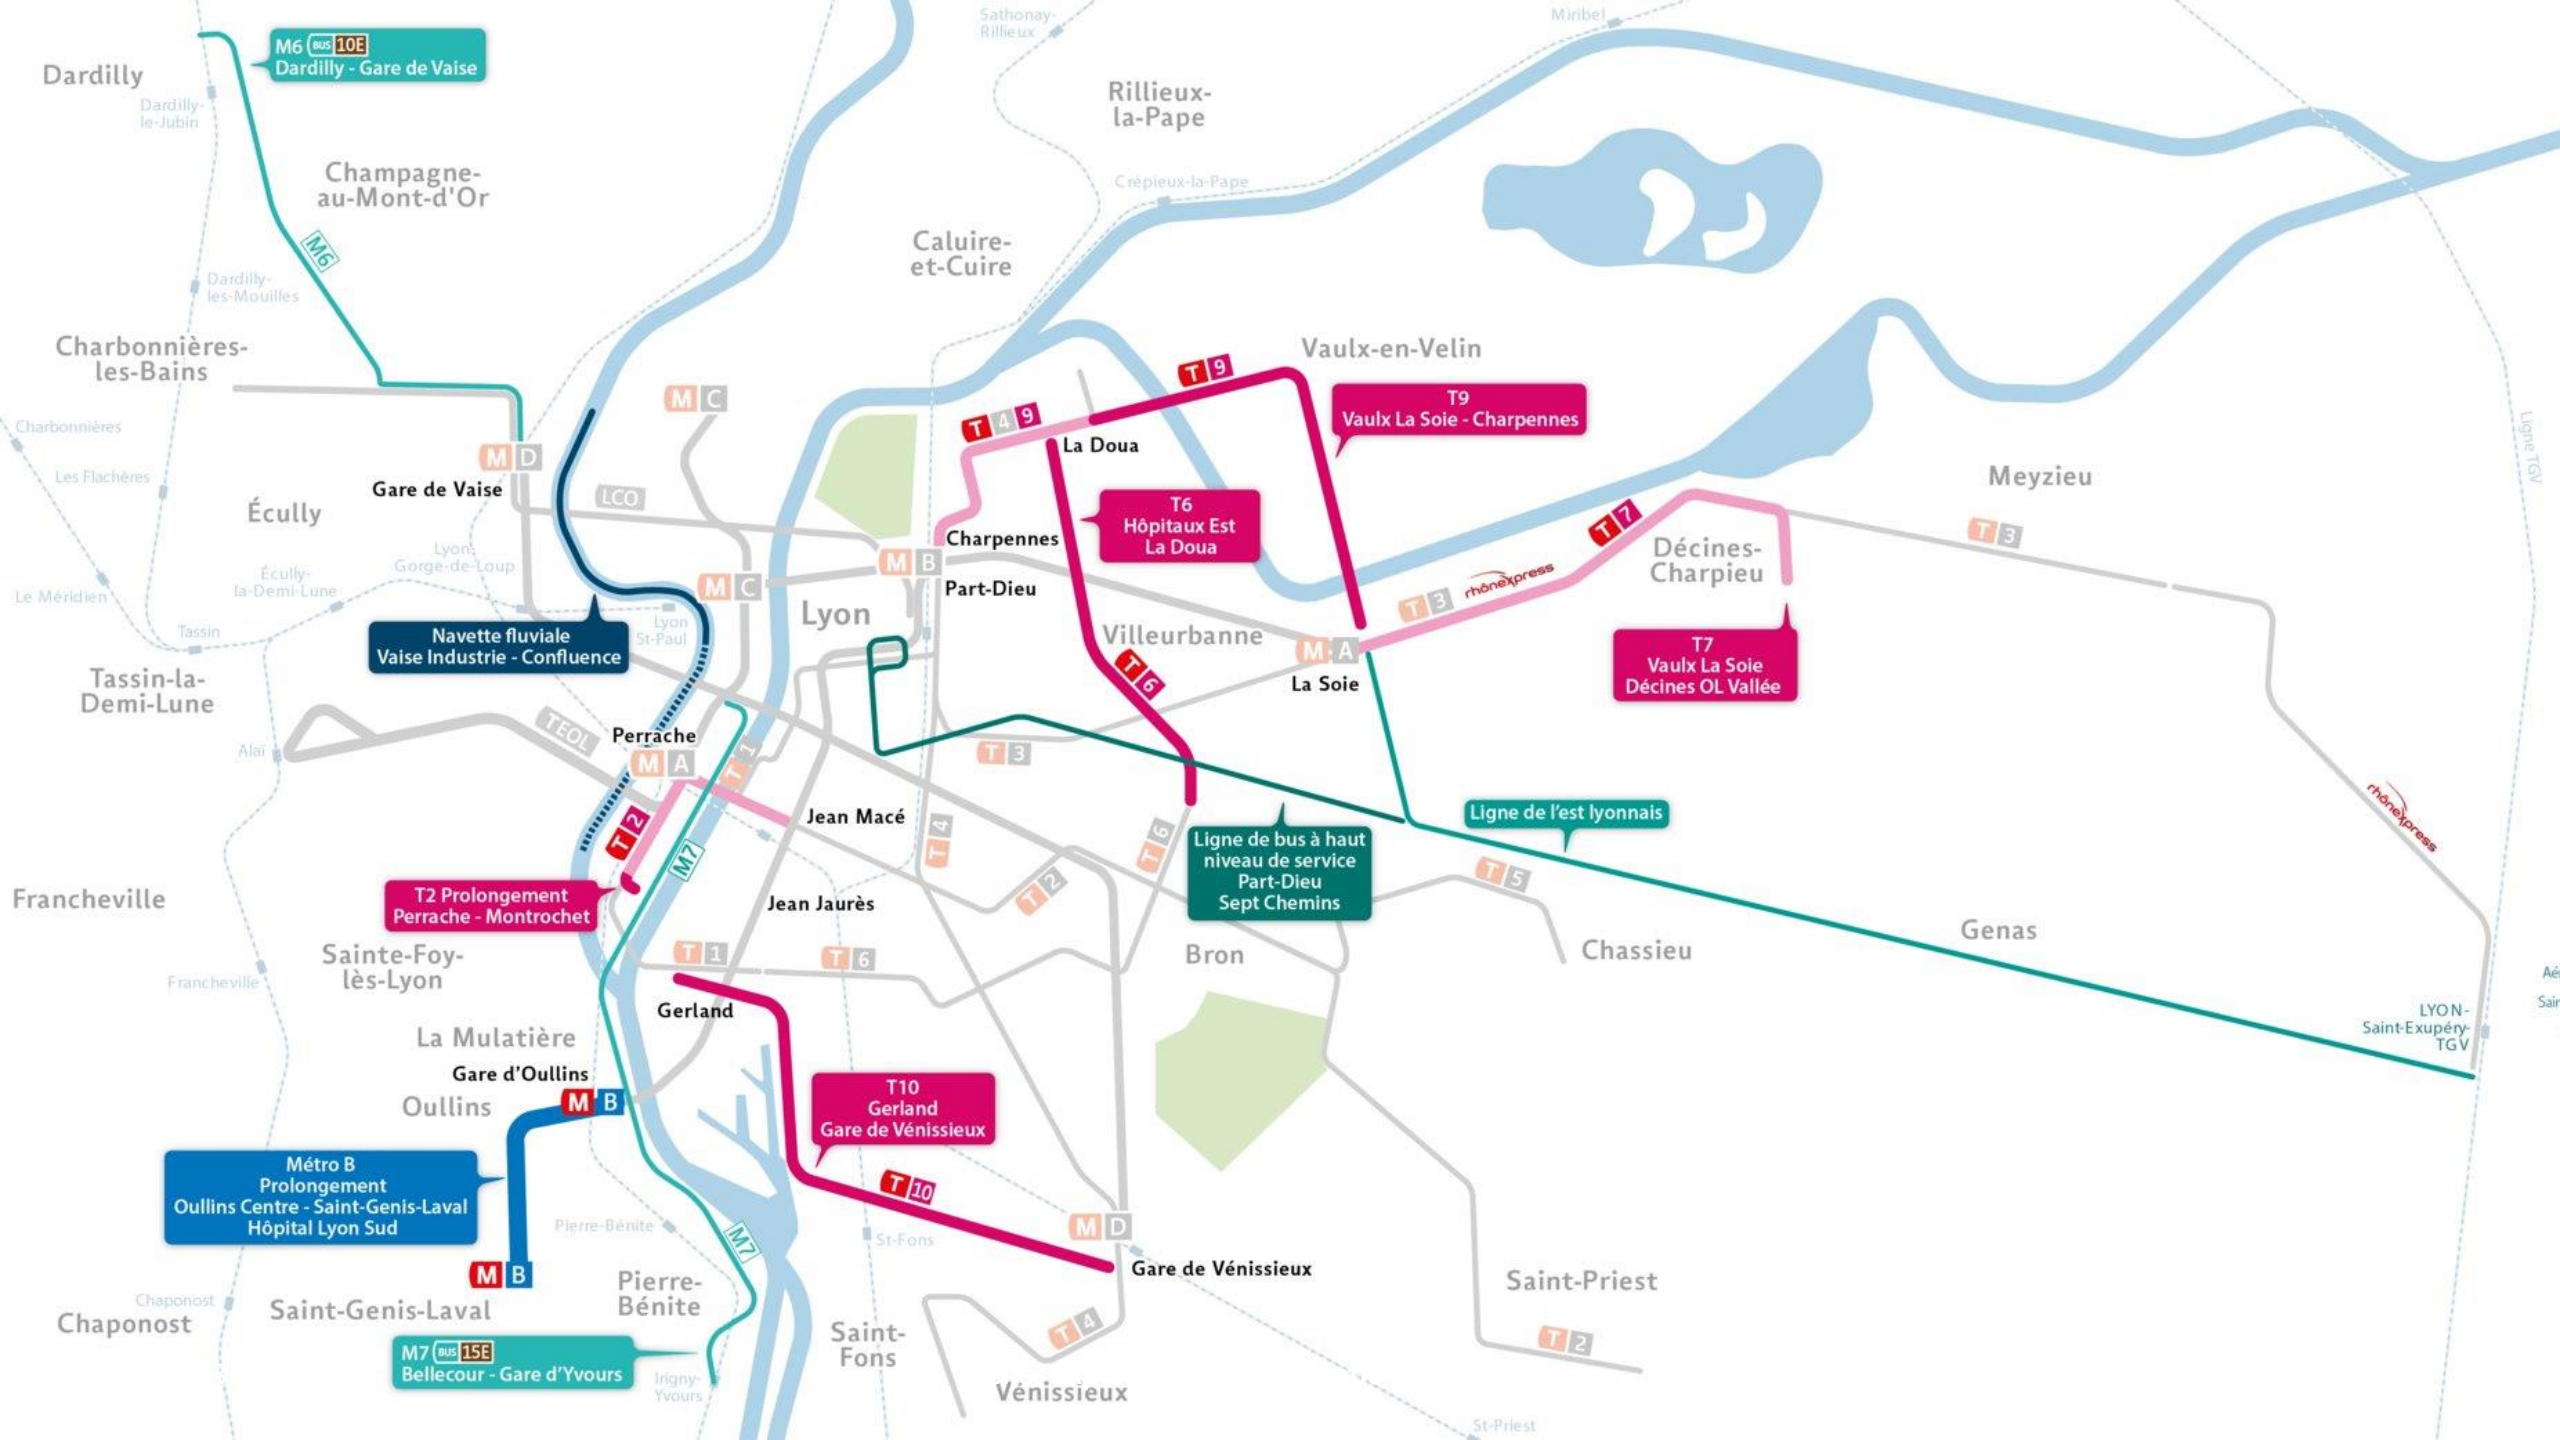 Sathonay-
Rillieux
Miribel
M6 BUS 10E
Dardilly - Gare de Vaise
Dardilly
Dardilly-
le-Jubin
Rillieux-
la-Pape
Champagne-
au-Mont-d'Or
Crépieux-la-Pape
M6
Caluire-
et-Cuire
Dardilly-
les-Mouilles
Charbonnières-
les-Bains
Vaulx-en-Velin
T 9
M C
T9
Vaulx La Soie - Charpennes
T 4 9
Charbonnières
La Doua
M D
Les Flachères
Gare de Vaise
LCO
Meyzieu
Ligne TGV
Écully
T6
Hôpitaux Est
La Doua
T 7
T 3
Charpennes
Lyon
Gorge-de-Loup
Décines-
Charpieu
M B
Écully-
la-Demi-Lune
M C
Part-Dieu
rhônexpress
T 3
Le Méridien
Lyon
Lyon
St-Paul
Tassin
Navette fluviale
Vaise Industrie - Confluence
Villeurbanne
M A
La Soie
T7
Vaulx La Soie
Décines OL Vallée
T 6
Tassin-la-
Demi-Lune
TEOL
Perrache
M A
Alaï
T 1
T 3
Jean Macé
T 2
T 4
T 6
Ligne de l'est lyonnais
rhônexpress
Ligne de bus à haut
niveau de service
Part-Dieu
Sept Chemins
M7
T 5
T2 Prolongement
Perrache - Montrochet
Francheville
Jean Jaurès
T 2
Genas
Sainte-Foy-
lès-Lyon
T 1
T 6
Bron
Chassieu
Francheville
Aé
Sain
LYON-
Saint-Exupéry-
TGV
Gerland
La Mulatière
Gare d'Oullins
M B
Oullins
T10
Gerland
Gare de Vénissieux
Métro B
Prolongement
Oullins Centre - Saint-Genis-Laval
Hôpital Lyon Sud
T 10
Pierre-Bénite
M7
St-Fons
M D
Gare de Vénissieux
M B
Pierre-
Bénite
Saint-Priest
Chaponost
Chaponost
Saint-Genis-Laval
Saint-
Fons
T 4
T 2
M7 BUS 15E
Bellecour - Gare d'Yvours
Irigny-
Yvours
Vénissieux
St-Priest